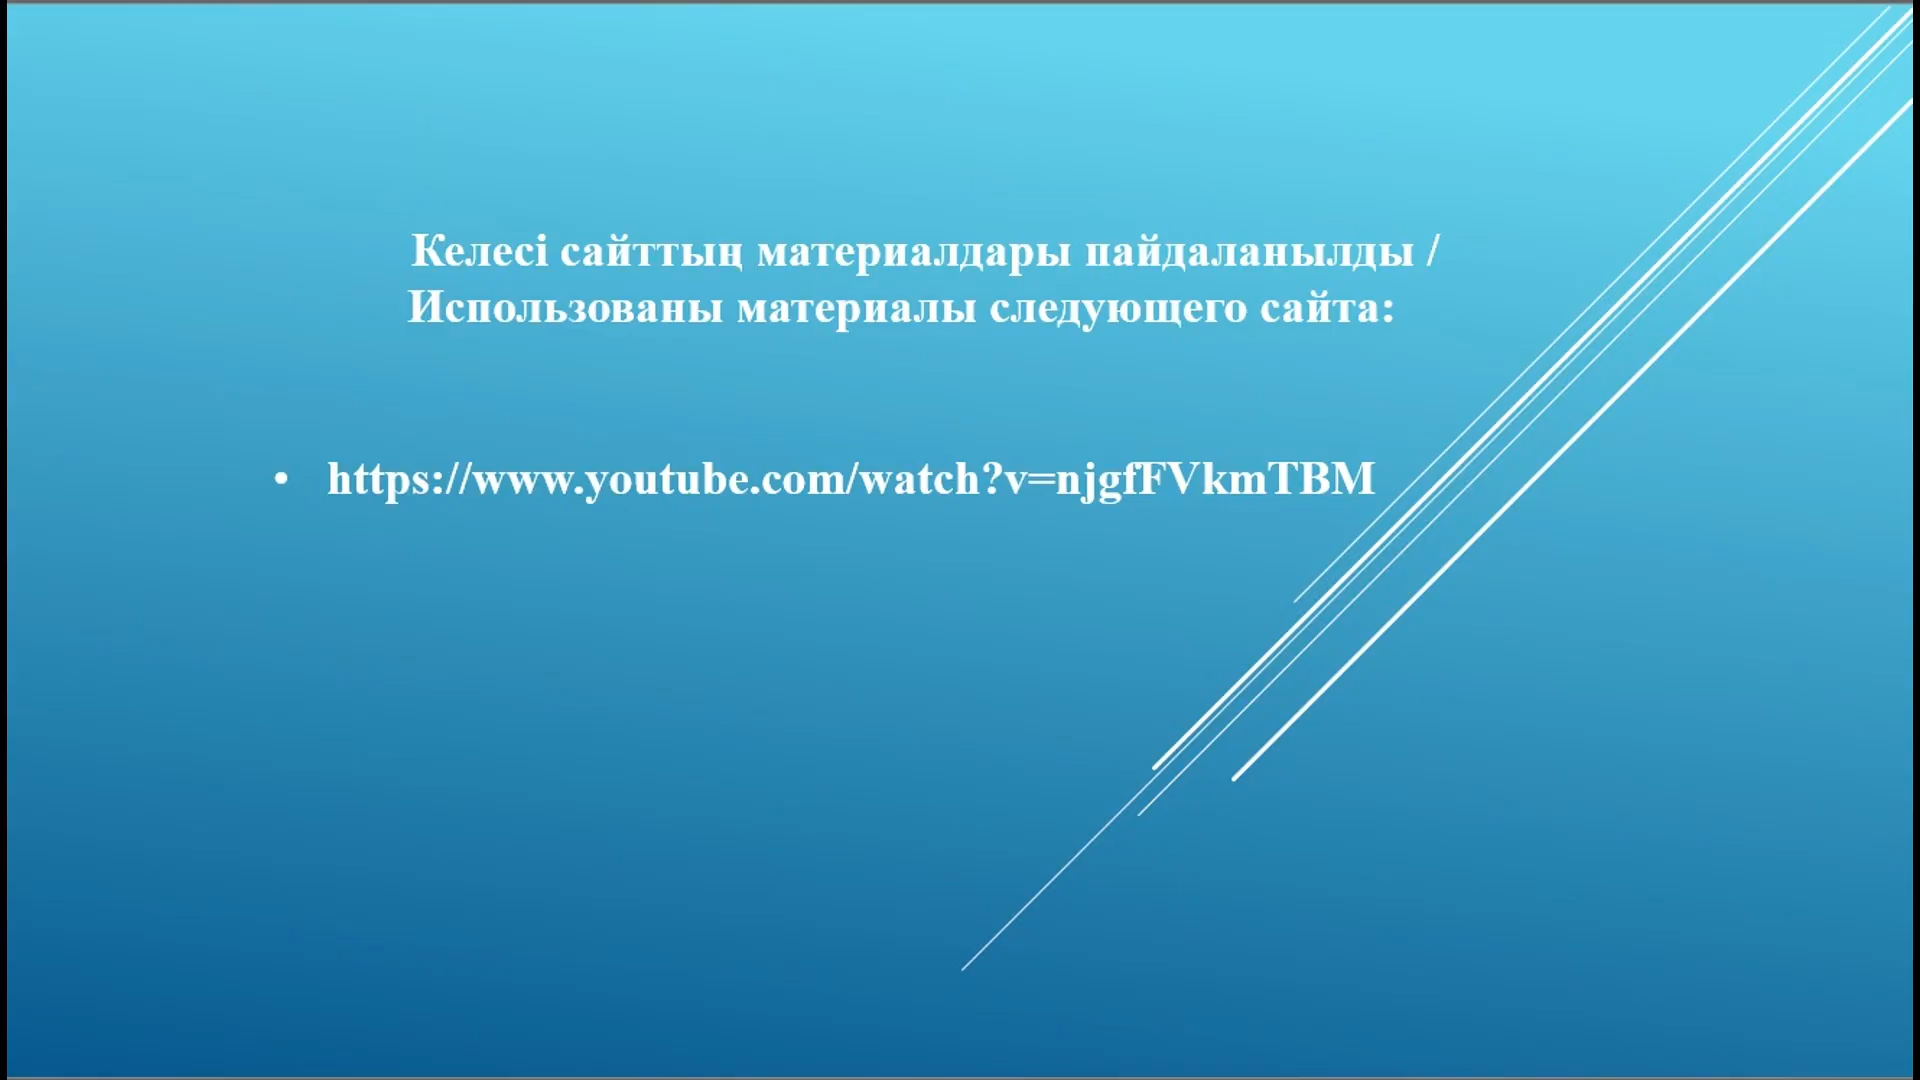 Келесі сайттың материалдары пайдаланылды /
Использованы материалы следующего сайта:
• https://www.youtube.com/watch?v=njgfFVkmTBM